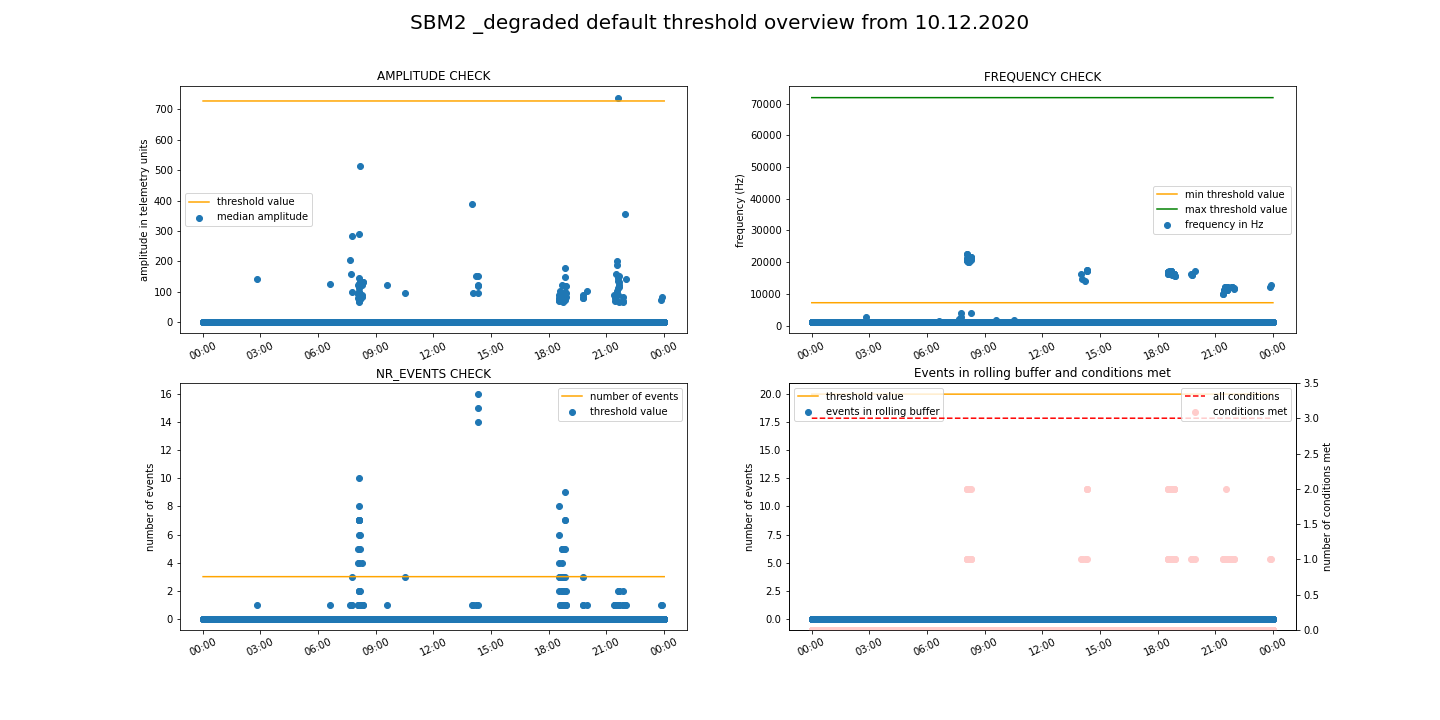 SBM2 _degraded default threshold overview from 10.12.2020
AMPLITUDE CHECK
amplitude in telemetry units
700
600
500
400
300
200
100
0
threshold value
median amplitude
00:00 03:00 06:00 09:00 12:00 15:00 18:00 21:00 00:00
FREQUENCY CHECK
frequency (Hz)
70000
60000
50000
40000
30000
20000
10000
0
min threshold value
max threshold value
frequency in Hz
00:00 03:00 06:00 09:00 12:00 15:00 18:00 21:00 00:00
NR_EVENTS CHECK
number of events
16
14
12
10
8
6
4
2
0
number of events
threshold value
00:00 03:00 06:00 09:00 12:00 15:00 18:00 21:00 00:00
Events in rolling buffer and conditions met
number of events
20.0
17.5
15.0
12.5
10.0
7.5
5.0
2.5
0.0
threshold value
events in rolling buffer
all conditions
conditions met
3.5
3.0
2.5
2.0
1.5
1.0
0.5
0.0
number of conditions met
00:00 03:00 06:00 09:00 12:00 15:00 18:00 21:00 00:00